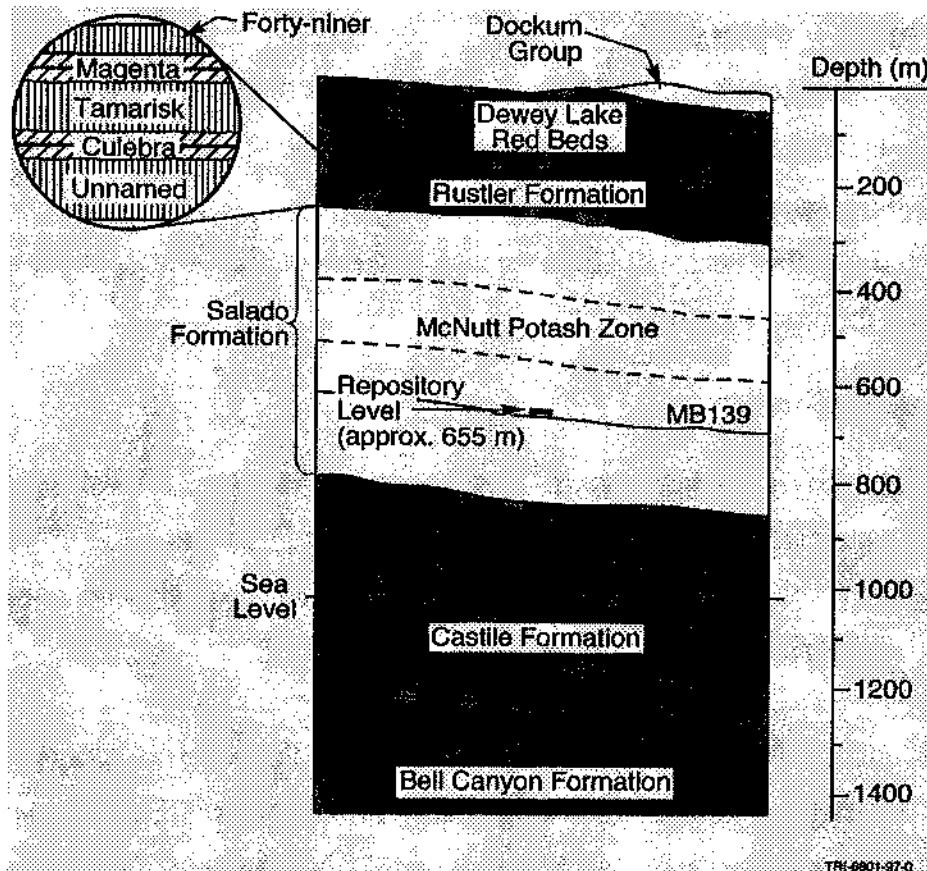 Forty-niner
Magenta
Tamarisk
Culebra
Unnamed
Dockum
Group
Depth (m)
Dewey Lake
Red Beds
Rustler Formation
200
Salado
Formation
400
McNutt Potash Zone
Repository
Level
(approx. 655 m)
600
MB139
800
Sea
Level
1000
Castile Formation
1200
Bell Canyon Formation
1400